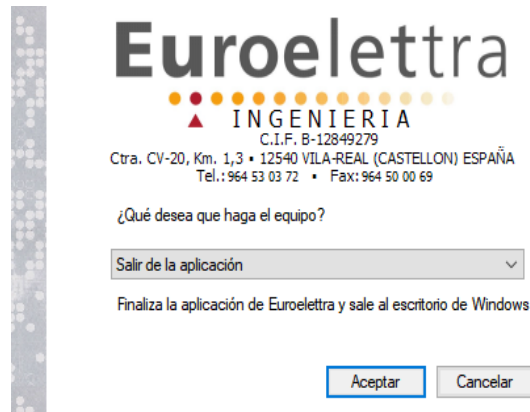 Euroelettra
INGENIERIA
C.I.F. B-12849279
Ctra. CV-20, Km. 1,3 • 12540 VILA-REAL (CASTELLON) ESPAÑA
Tel.: 964 53 03 72 • Fax: 964 50 00 69
¿Qué desea que haga el equipo?
Salir de la aplicación
Finaliza la aplicación de Euroelettra y sale al escritorio de Windows
Aceptar Cancelar